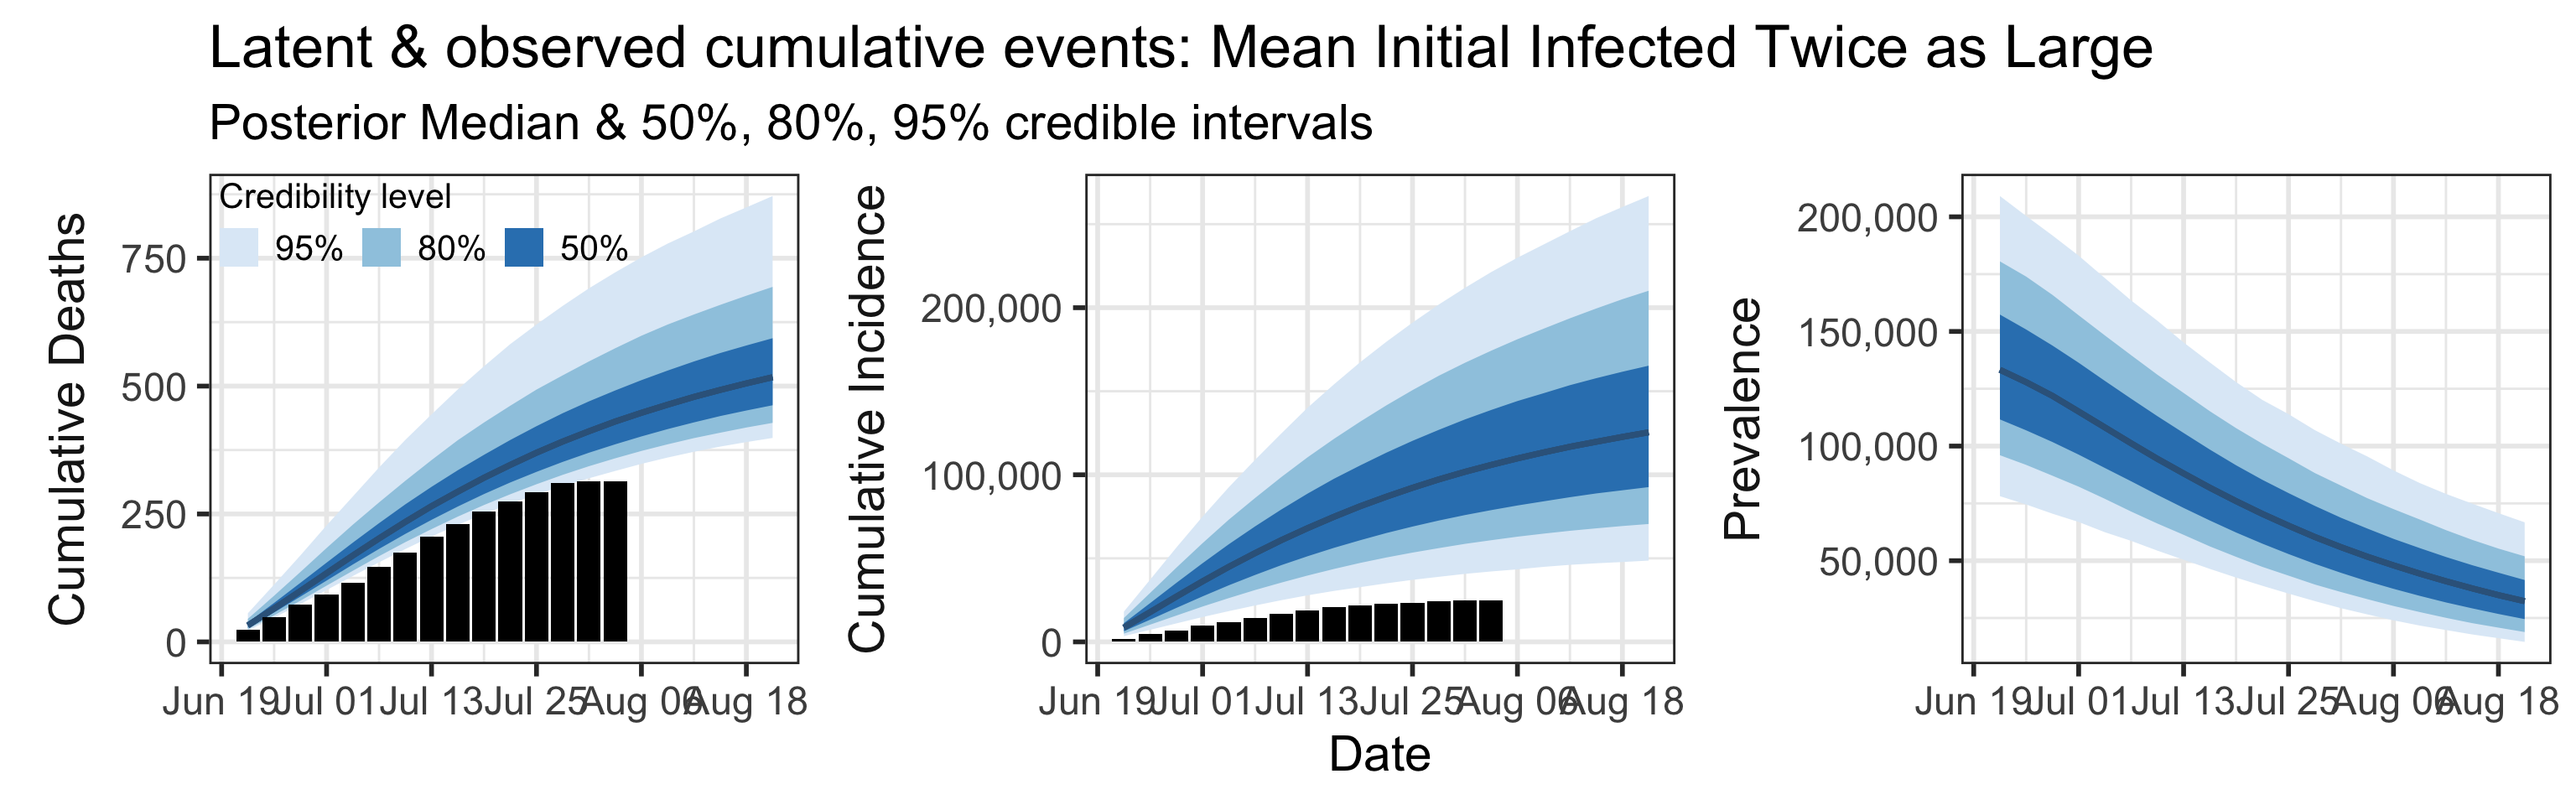 Latent & observed cumulative events: Mean Initial Infected Twice as Large
Posterior Median & 50%, 80%, 95% credible intervals
Cumulative Deaths
Credibility level
95% 80% 50%
750
500
250
0
Jun 19 Jul 01 Jul 13 Jul 25 Aug 06 Aug 18
Cumulative Incidence
200,000
100,000
0
Jun 19 Jul 01 Jul 13 Jul 25 Aug 06 Aug 18
Prevalence
200,000
150,000
100,000
50,000
Jun 19 Jul 01 Jul 13 Jul 25 Aug 06 Aug 18
Date